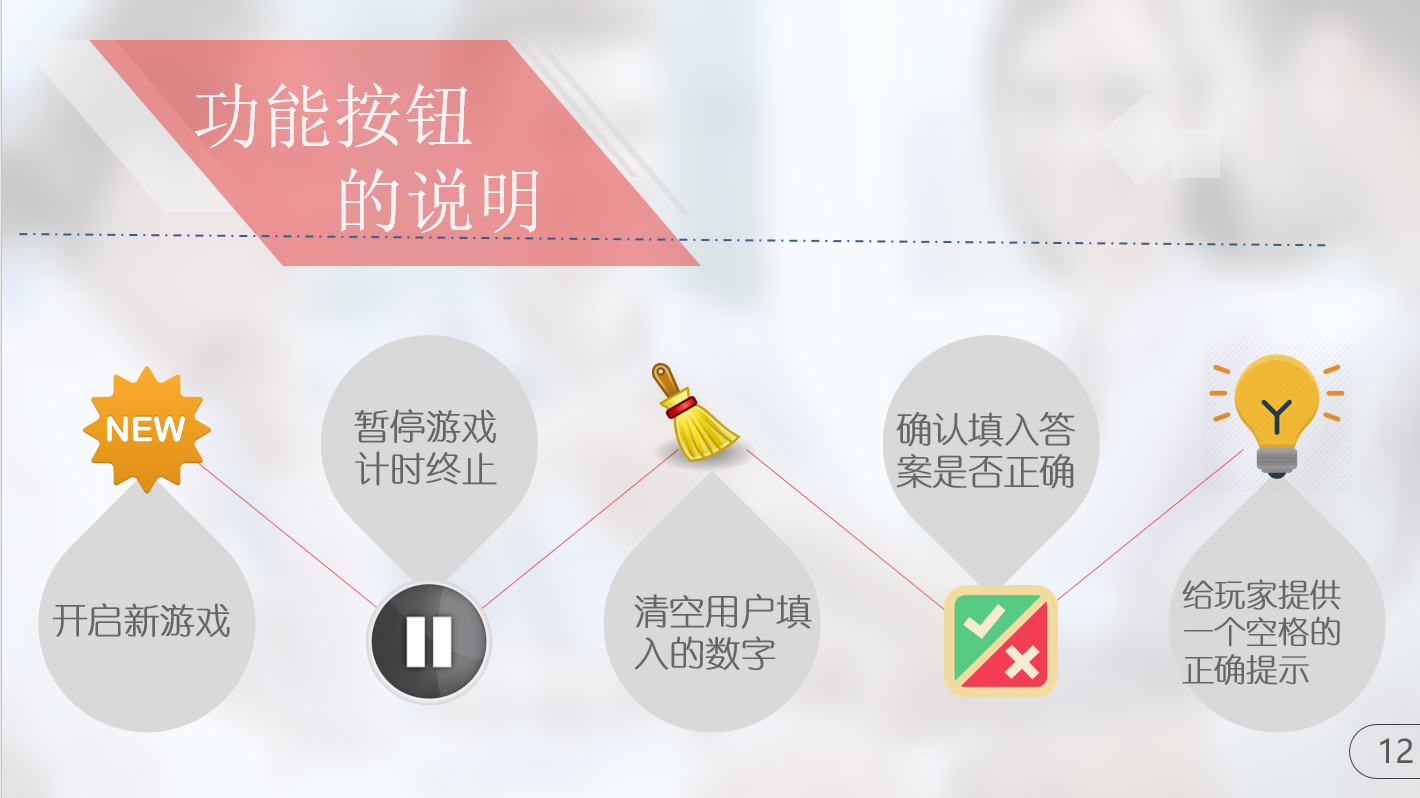 功能按钮
的说明
NEW
开启新游戏
暂停游戏
计时终止
清空用户填
入的数字
确认填入答
案是否正确
给玩家提供
一个空格的
正确提示
12